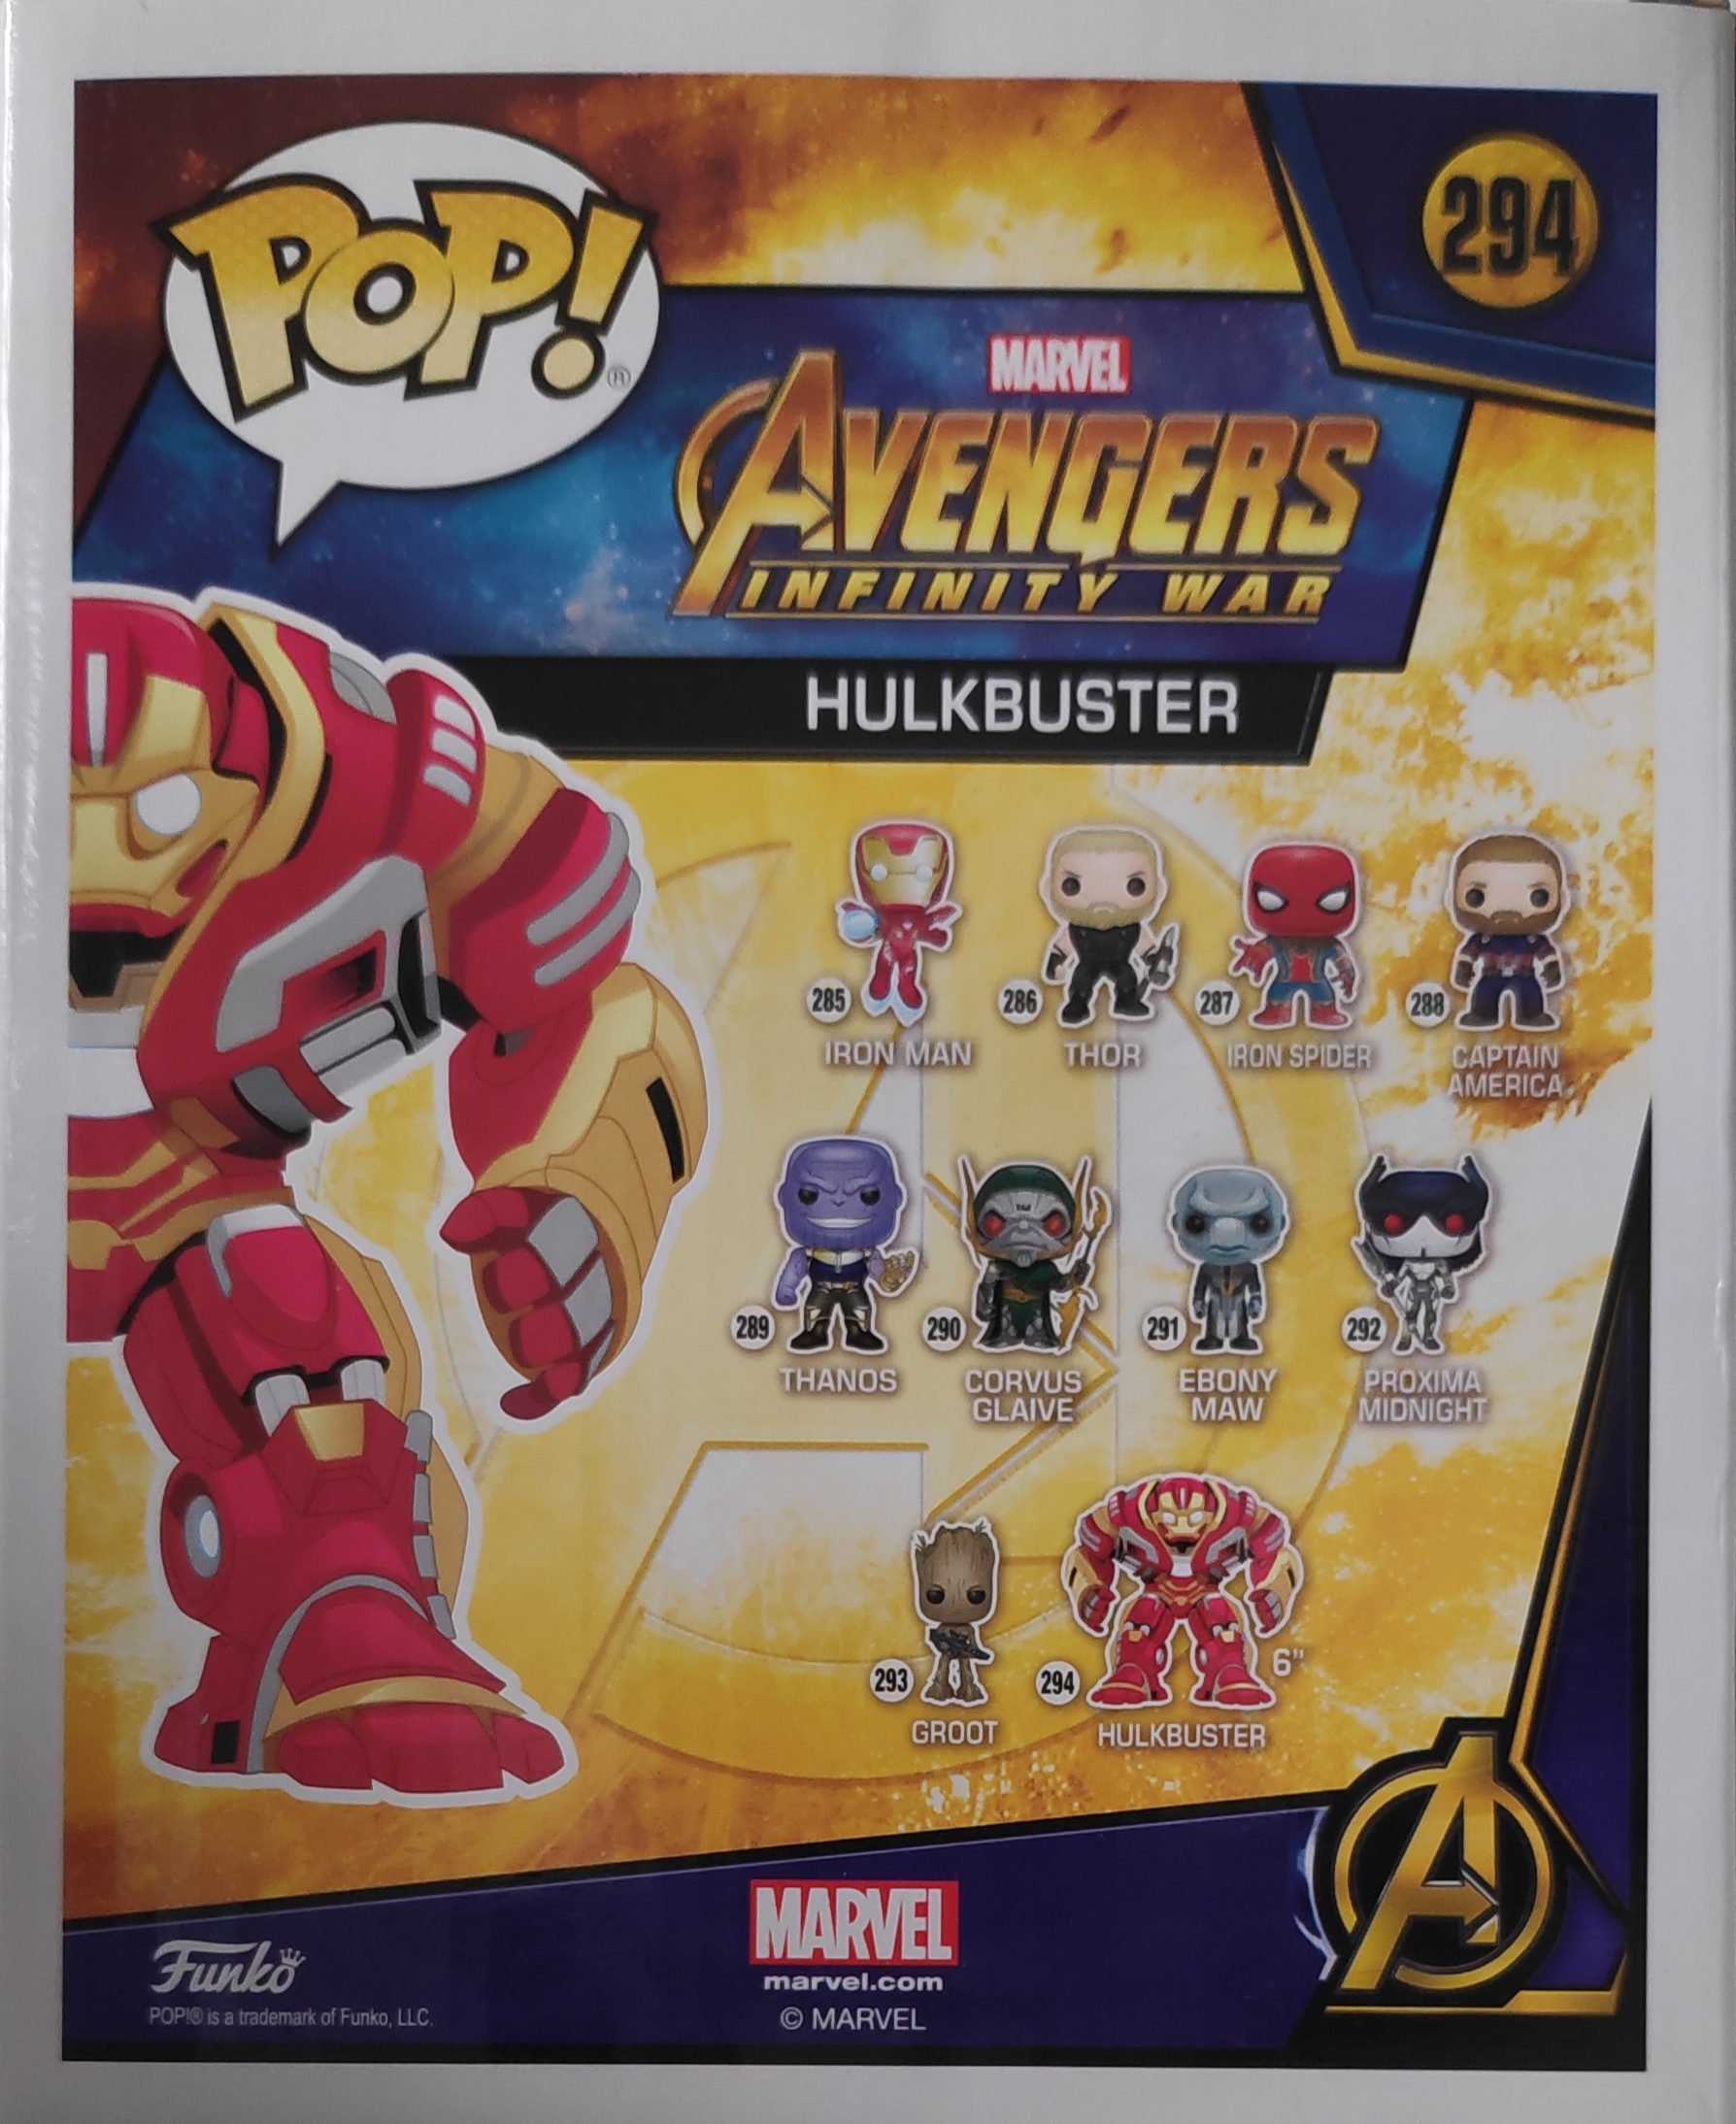 POP!®
294
MARVEL
AVENGERS
INFINITY WAR
HULKBUSTER
285
IRON MAN
286
THOR
287
IRON SPIDER
288
CAPTAIN
AMERICA
289
THANOS
290
CORVUS
GLAIVE
291
EBONY
MAW
292
PROXIMA
MIDNIGHT
293
GROOT
294
6"
HULKBUSTER
Funko
POP!® is a trademark of Funko, LLC.
MARVEL
marvel.com
© MARVEL
A